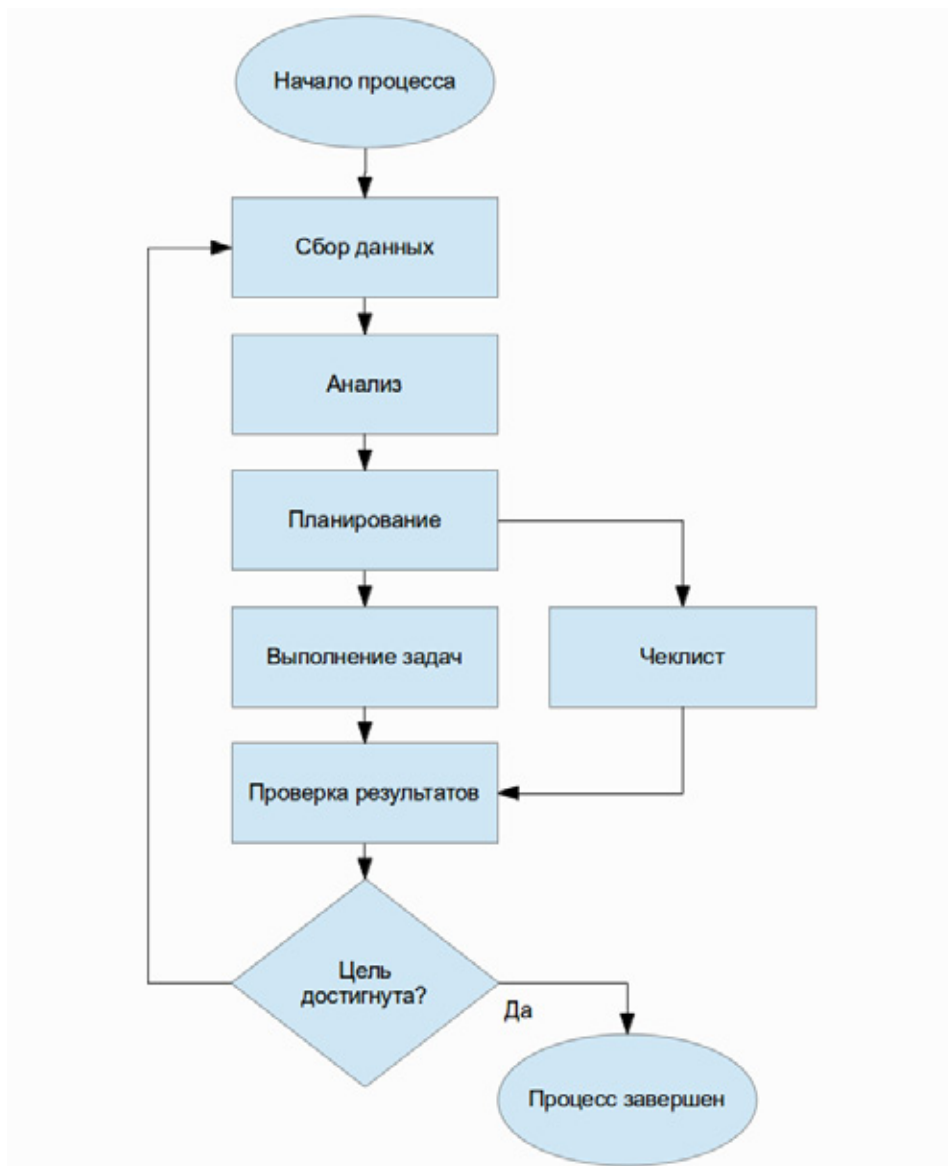 Начало процесса
Сбор данных
Анализ
Планирование
Выполнение задач
Чеклист
Проверка результатов
Цель
достигнута?
Да
Процесс завершен